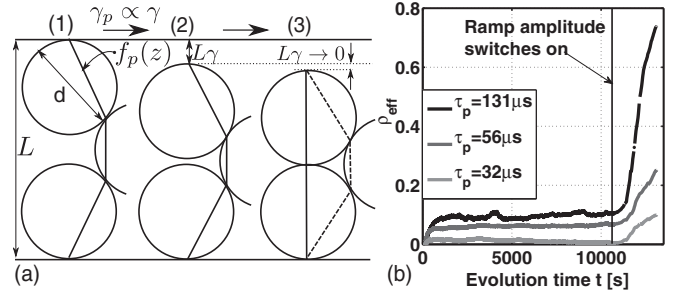 γ_p ∝ γ
(1) (2) (3)
f_p(z)
Lγ
Lγ → 0
d
L
(a)
0.8
0.6
0.4
0.2
0
ρ_eff
Ramp amplitude
switches on
τ_p=131μs
τ_p=56μs
τ_p=32μs
0 5000 10000
Evolution time t [s]
(b)